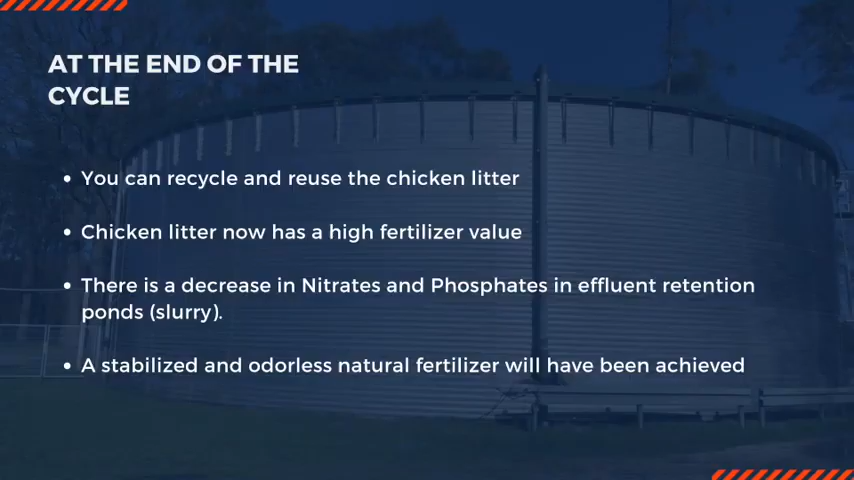 AT THE END OF THE
CYCLE
• You can recycle and reuse the chicken litter
• Chicken litter now has a high fertilizer value
• There is a decrease in Nitrates and Phosphates in effluent retention
ponds (slurry).
• A stabilized and odorless natural fertilizer will have been achieved